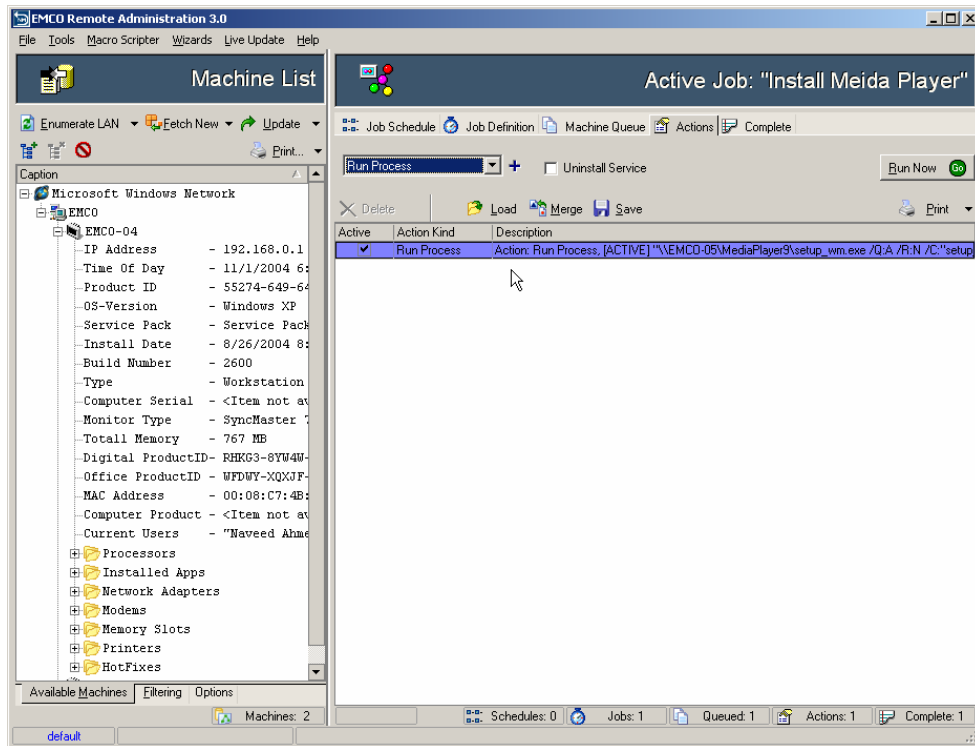 EMCO Remote Administration 3.0
File Tools Macro Scripter Wizards Live Update Help
Machine List
Enumerate LAN Fetch New Update
Print...
Caption
Microsoft Windows Network
EMCO
EMCO-04
IP Address - 192.168.0.1
Time Of Day - 11/1/2004 6:
Product ID - 55274-649-64
OS-Version - Windows XP
Service Pack - Service Pack
Install Date - 8/26/2004 8:
Build Number - 2600
Type - Workstation
Computer Serial - <Item not av
Monitor Type - SyncMaster 7
Totall Memory - 767 MB
Digital ProductID- RHKG3-8YW4W-
Office ProductID - WFDWY-XQXJF-
MAC Address - 00:08:C7:4B:
Computer Product - <Item not av
Current Users - "Naveed Ahme
Processors
Installed Apps
Network Adapters
Modems
Memory Slots
Printers
HotFixes
Available Machines Filtering Options
Machines: 2
default
Active Job: "Install Meida Player"
Job Schedule Job Definition Machine Queue Actions Complete
Run Process Uninstall Service Run Now Go
Delete Load Merge Save Print
Active Action Kind Description
Run Process Action: Run Process, [ACTIVE] "\\EMCO-05\MediaPlayer9\setup_wm.exe /Q:A /R:N /C:"setup
Schedules: 0 Jobs: 1 Queued: 1 Actions: 1 Complete: 1